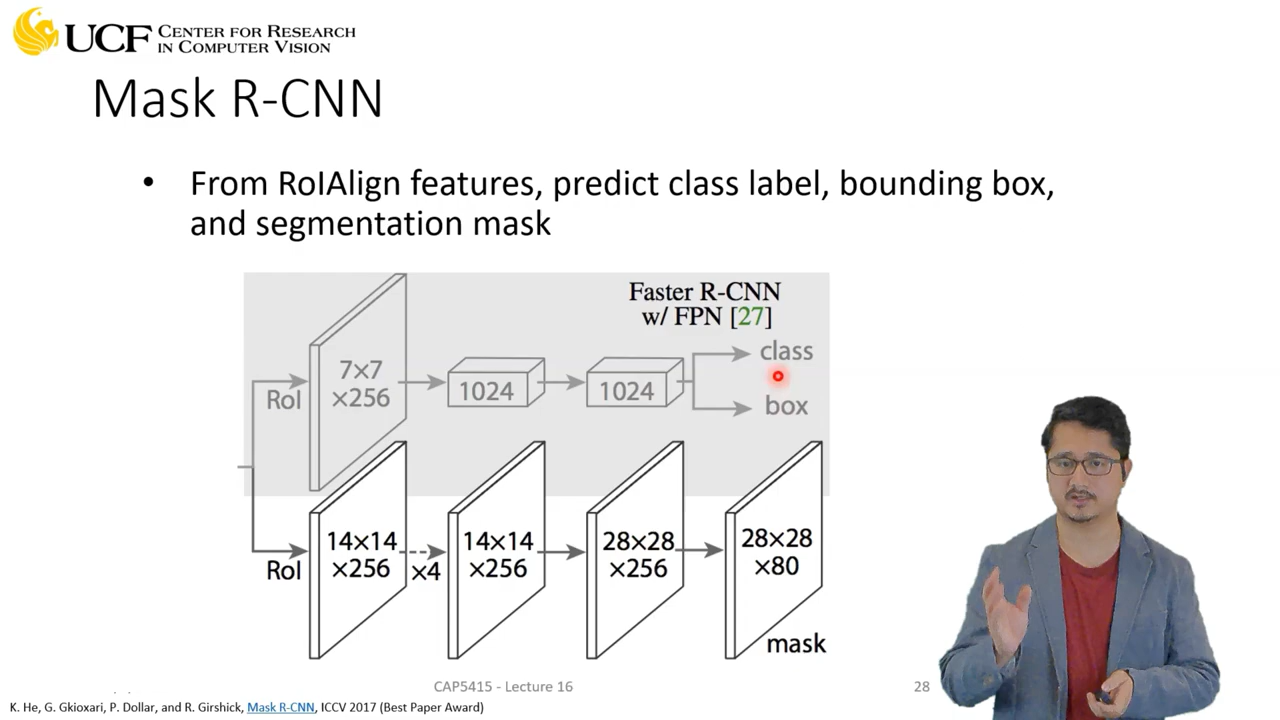 UCF CENTER FOR RESEARCH
IN COMPUTER VISION
Mask R-CNN
• From RoIAlign features, predict class label, bounding box,
and segmentation mask
Faster R-CNN
w/ FPN [27]
class
box
RoI
7×7
×256
1024
1024
RoI
14×14
×256
×4
14×14
×256
28×28
×256
28×28
×80
mask
CAP5415 - Lecture 16
28
K. He, G. Gkioxari, P. Dollar, and R. Girshick, Mask R-CNN, ICCV 2017 (Best Paper Award)